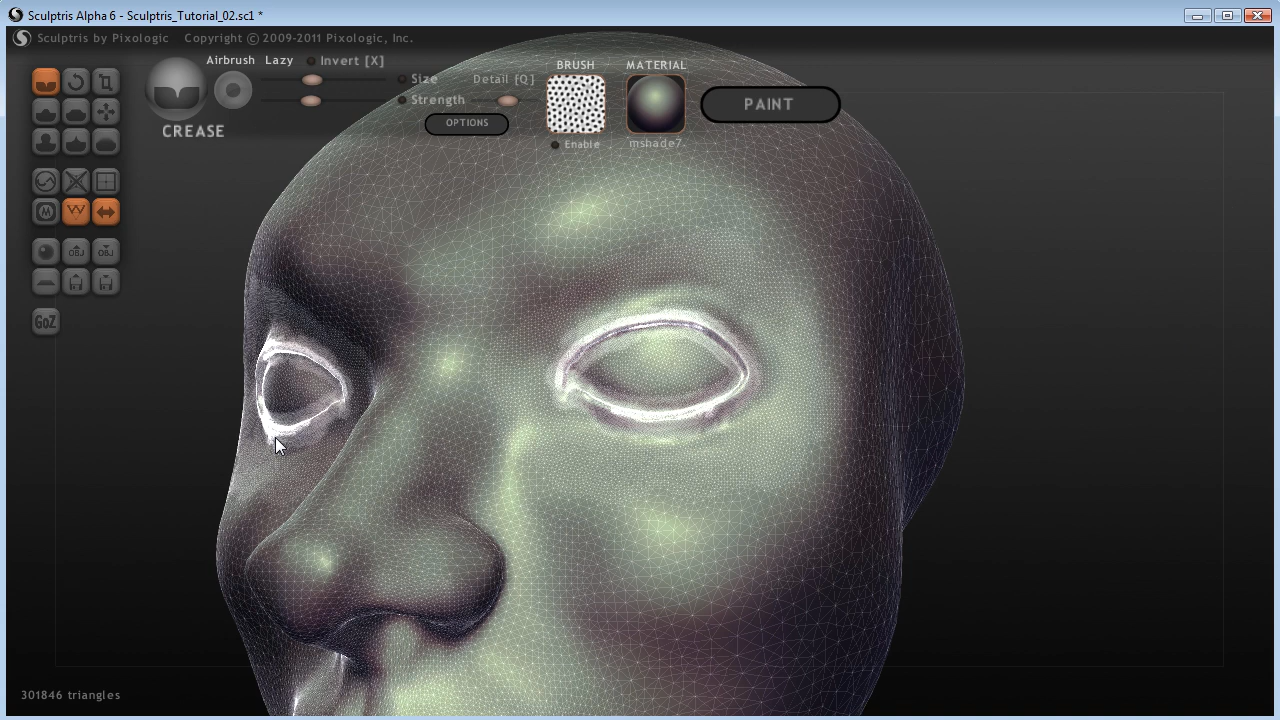 Sculptris Alpha 6 - Sculptris_Tutorial_02.sc1 *
Sculptris by Pixologic Copyright © 2009-2011 Pixologic, Inc.
Airbrush Lazy Invert [X]
Size Detail [Q]
Strength
OPTIONS
CREASE
BRUSH
Enable
MATERIAL
mshade7.
PAINT
M
OBJ OBJ
GoZ
301846 triangles